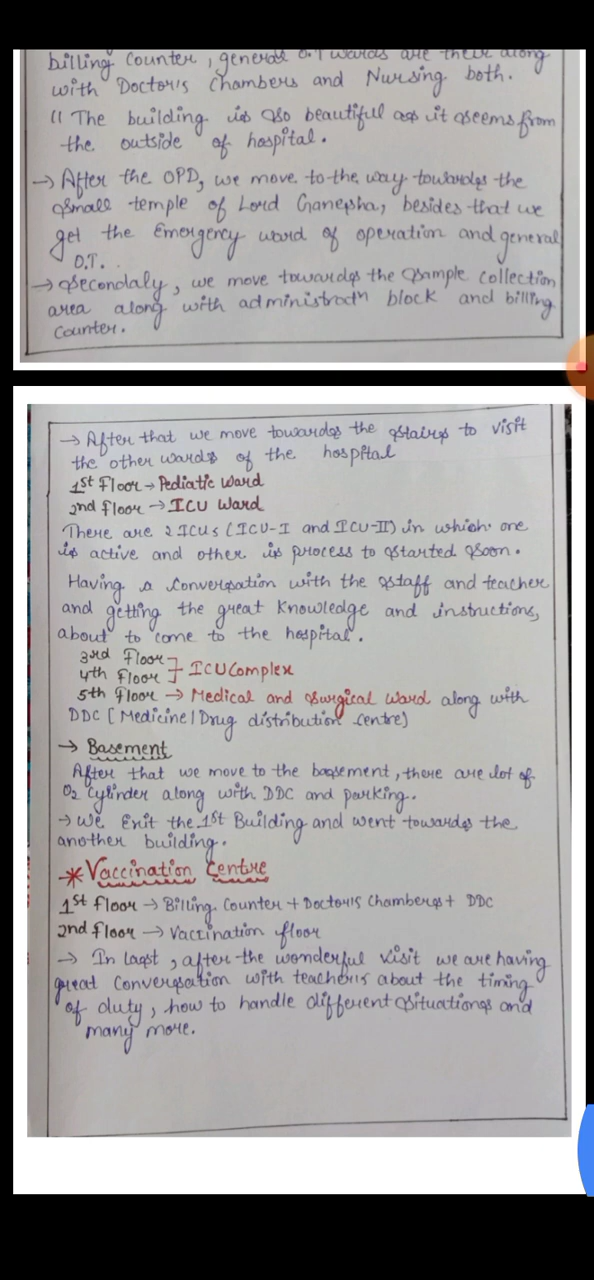 billing Counter, general O.T wards are their along
with Doctor's Chambers and Nursing both.
" The building is so beautiful as it seems from
the outside of hospital.
→ After the OPD, we move to the way towards the
small temple of Lord Ganesha, besides that we
get the Emergency ward of operation and general
O.T.
→ Secondaly, we move towards the Sample collection
area along with administratn block and billing
Counter.
→ After that we move towards the stairs to visit
the other wards of the hospital
1st Floor → Pediatic Ward
2nd floor → ICU Ward
There are 2 ICUs (ICU-I and ICU-II) in which one
is active and other is process to started soon.
Having a Conversation with the staff and teacher
and getting the great Knowledge and instructions,
about to come to the hospital.
3rd Floor
4th Floor ] ICU Complex
5th Floor → Medical and Surgical Ward along with
DDC [Medicine/Drug distribution centre)
→ Basement
After that we move to the basement, there are lot of
O2 Cylinder along with DDC and parking.
→ We Exit the 1st Building and went towards the
another building.
* Vaccination Centre
1st floor → Billing Counter + Doctor's Chambers + DDC
2nd floor → Vacctination floor
→ In last, after the wonderful visit we are having
great Conversation with teachers about the timing
of duty, how to handle different situations and
many more.